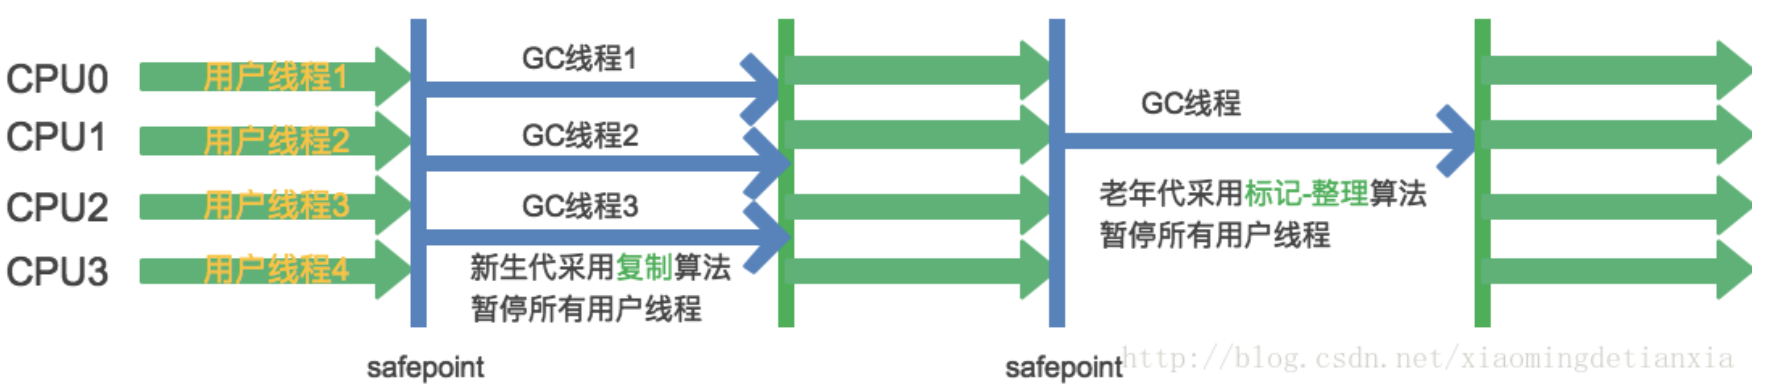 CPU0
用户线程1
GC线程1
CPU1
用户线程2
GC线程2
CPU2
用户线程3
GC线程3
CPU3
用户线程4
新生代采用复制算法
暂停所有用户线程
GC线程
老年代采用标记-整理算法
暂停所有用户线程
safepoint
safepoint
http://blog.csdn.net/xiaomingdetianxia